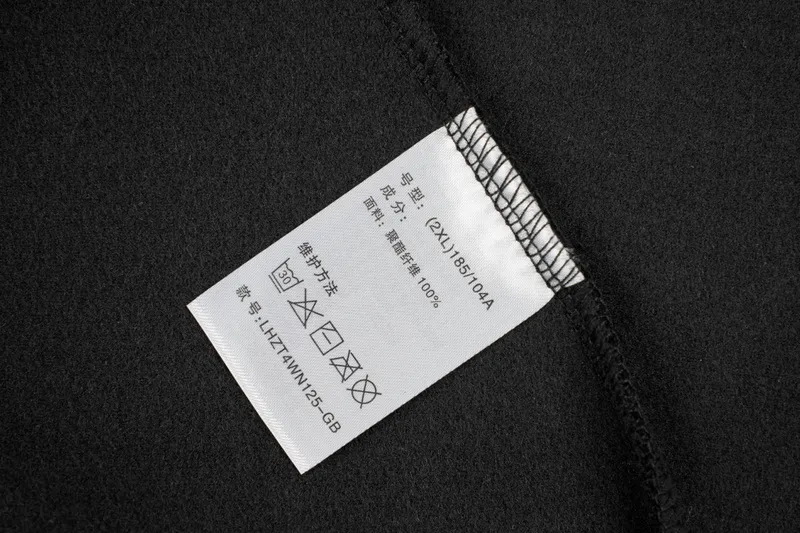 号 型：(2XL)185/104A
成 分：
面料：聚酯纤维 100%
维护方法
30
款 号:LHZT4WN125-GB